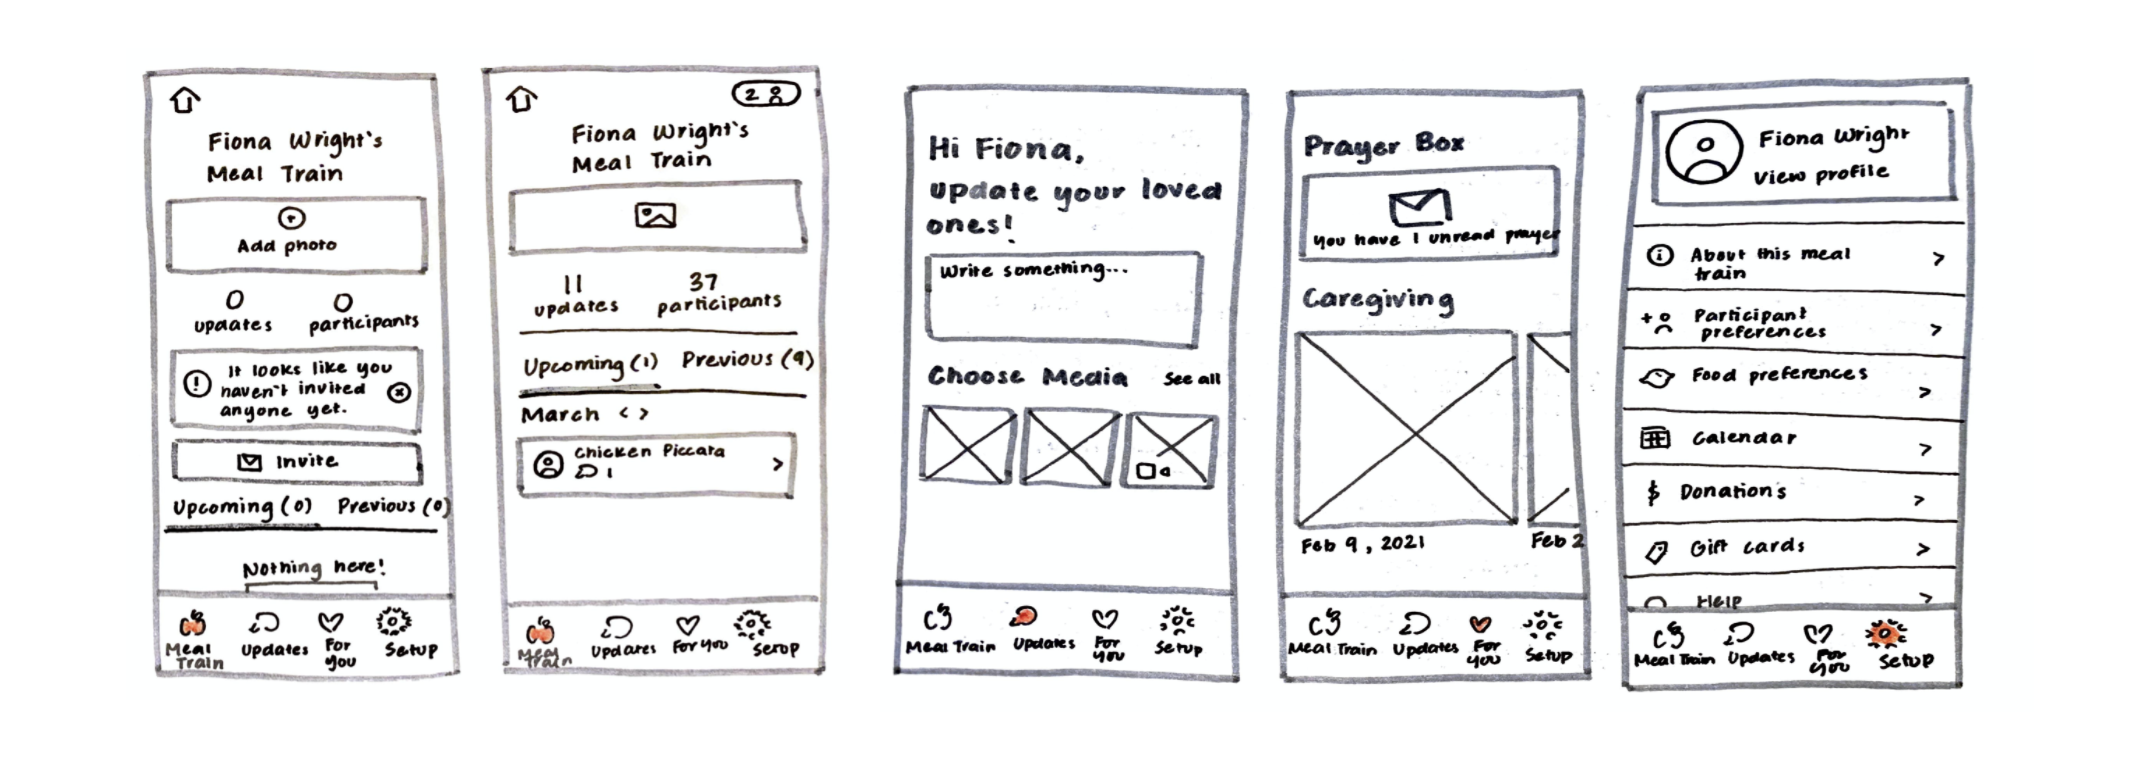 Fiona Wright's
Meal Train
Add photo
0 updates
0 participants
It looks like you
haven't invited
anyone yet.
Invite
Upcoming (0) Previous (0)
Nothing here!
Meal Train
Updates
For you
Setup
2
Fiona Wright's
Meal Train
11 updates
37 participants
Upcoming (1) Previous (9)
March < >
Chicken Piccata
1
>
Meal Train
Updates
For you
Setup
Hi Fiona,
update your loved
ones!
Write something...
Choose Media See all
Meal Train
Updates
For you
Setup
Prayer Box
you have 1 unread prayer
Caregiving
Feb 9, 2021
Feb 2
Meal Train
Updates
For you
Setup
Fiona Wright
View profile
About this meal
train >
Participant
preferences >
Food preferences >
Calendar >
$ Donations >
Gift cards >
Help >
Meal Train
Updates
For you
Setup